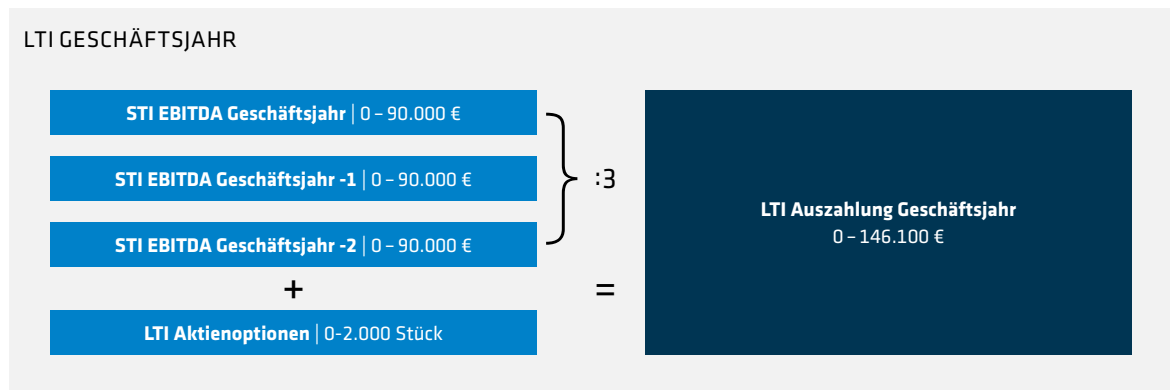 LTI GESCHÄFTSJAHR
STI EBITDA Geschäftsjahr | 0 – 90.000 €
STI EBITDA Geschäftsjahr -1 | 0 – 90.000 €
STI EBITDA Geschäftsjahr -2 | 0 – 90.000 €
:3
+
LTI Aktienoptionen | 0-2.000 Stück
=
LTI Auszahlung Geschäftsjahr
0 – 146.100 €